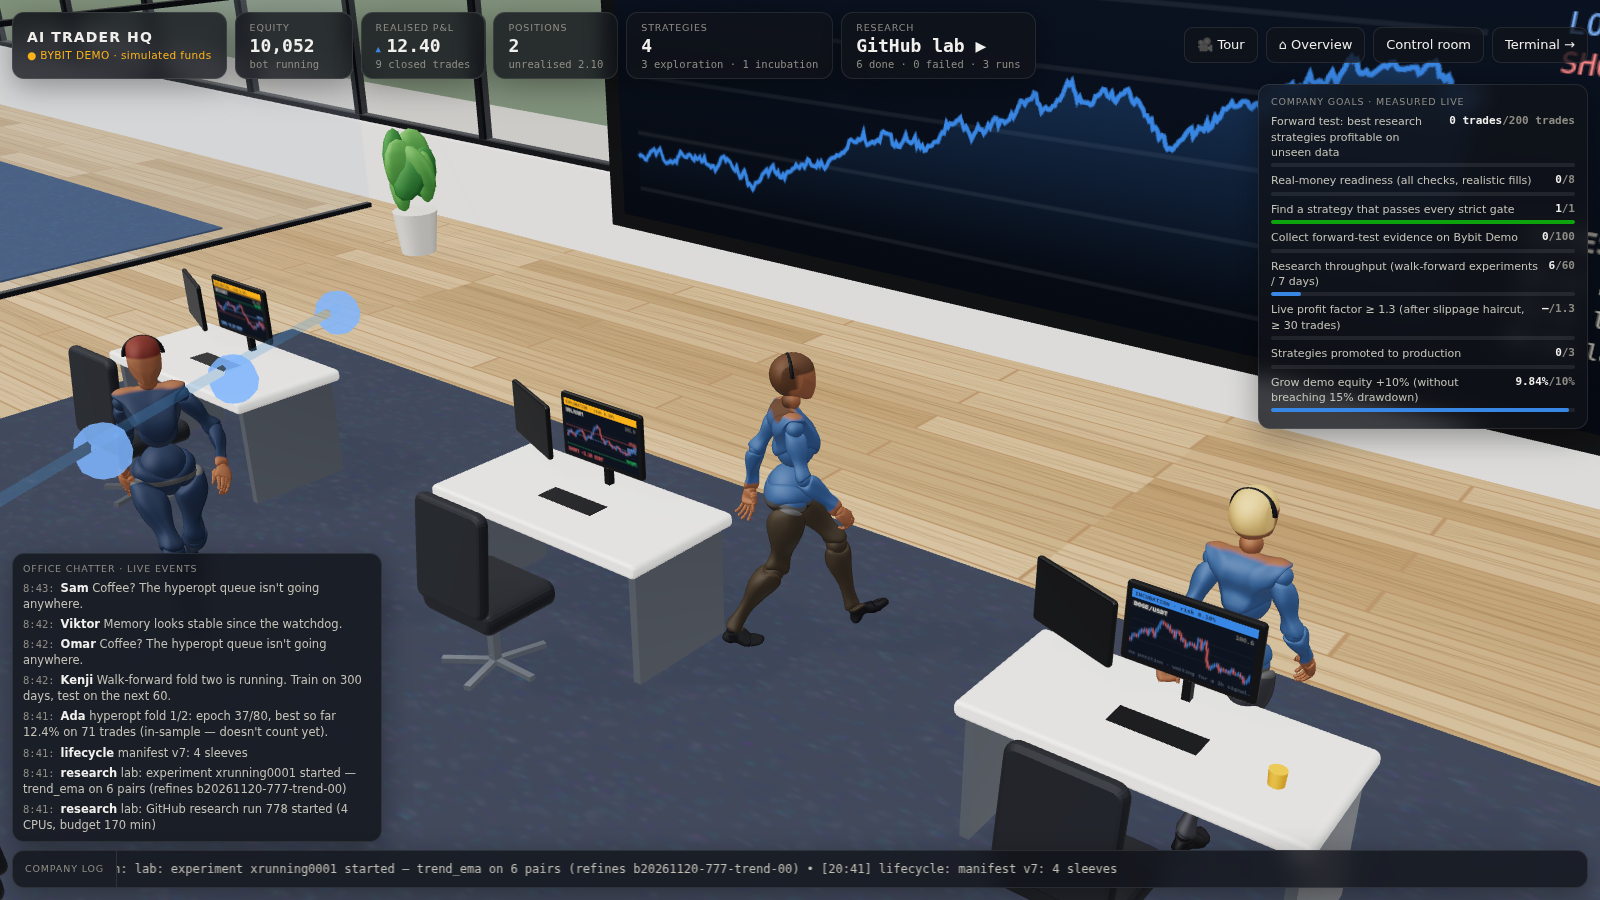 AI TRADER HQ
● BYBIT DEMO · simulated funds
EQUITY
10,052
bot running
REALISED P&L
▲ 12.40
9 closed trades
POSITIONS
2
unrealised 2.10
STRATEGIES
4
3 exploration · 1 incubation
RESEARCH
GitHub lab ▶
6 done · 0 failed · 3 runs
🎥 Tour
⌂ Overview
Control room
Terminal →
COMPANY GOALS · MEASURED LIVE
Forward test: best research strategies profitable on unseen data
0 trades/200 trades
Real-money readiness (all checks, realistic fills)
0/8
Find a strategy that passes every strict gate
1/1
Collect forward-test evidence on Bybit Demo
0/100
Research throughput (walk-forward experiments / 7 days)
6/60
Live profit factor ≥ 1.3 (after slippage haircut, ≥ 30 trades)
—/1.3
Strategies promoted to production
0/3
Grow demo equity +10% (without breaching 15% drawdown)
9.84%/10%
INCUBATION · risk 0.10%
DOGE/USDT
OFFICE CHATTER · LIVE EVENTS
8:43: Sam Coffee? The hyperopt queue isn't going
anywhere.
8:42: Viktor Memory looks stable since the watchdog.
8:42: Omar Coffee? The hyperopt queue isn't going
anywhere.
8:42: Kenji Walk-forward fold two is running. Train on 300
days, test on the next 60.
8:41: Ada hyperopt fold 1/2: epoch 37/80, best so far
12.4% on 71 trades (in-sample — doesn't count yet).
8:41: lifecycle manifest v7: 4 sleeves
8:41: research lab: experiment xrunning0001 started —
trend_ema on 6 pairs (refines b20261120-777-trend-00)
8:41: research lab: GitHub research run 778 started (4
CPUs, budget 170 min)
COMPANY LOG
: lab: experiment xrunning0001 started — trend_ema on 6 pairs (refines b20261120-777-trend-00) • [20:41] lifecycle: manifest v7: 4 sleeves